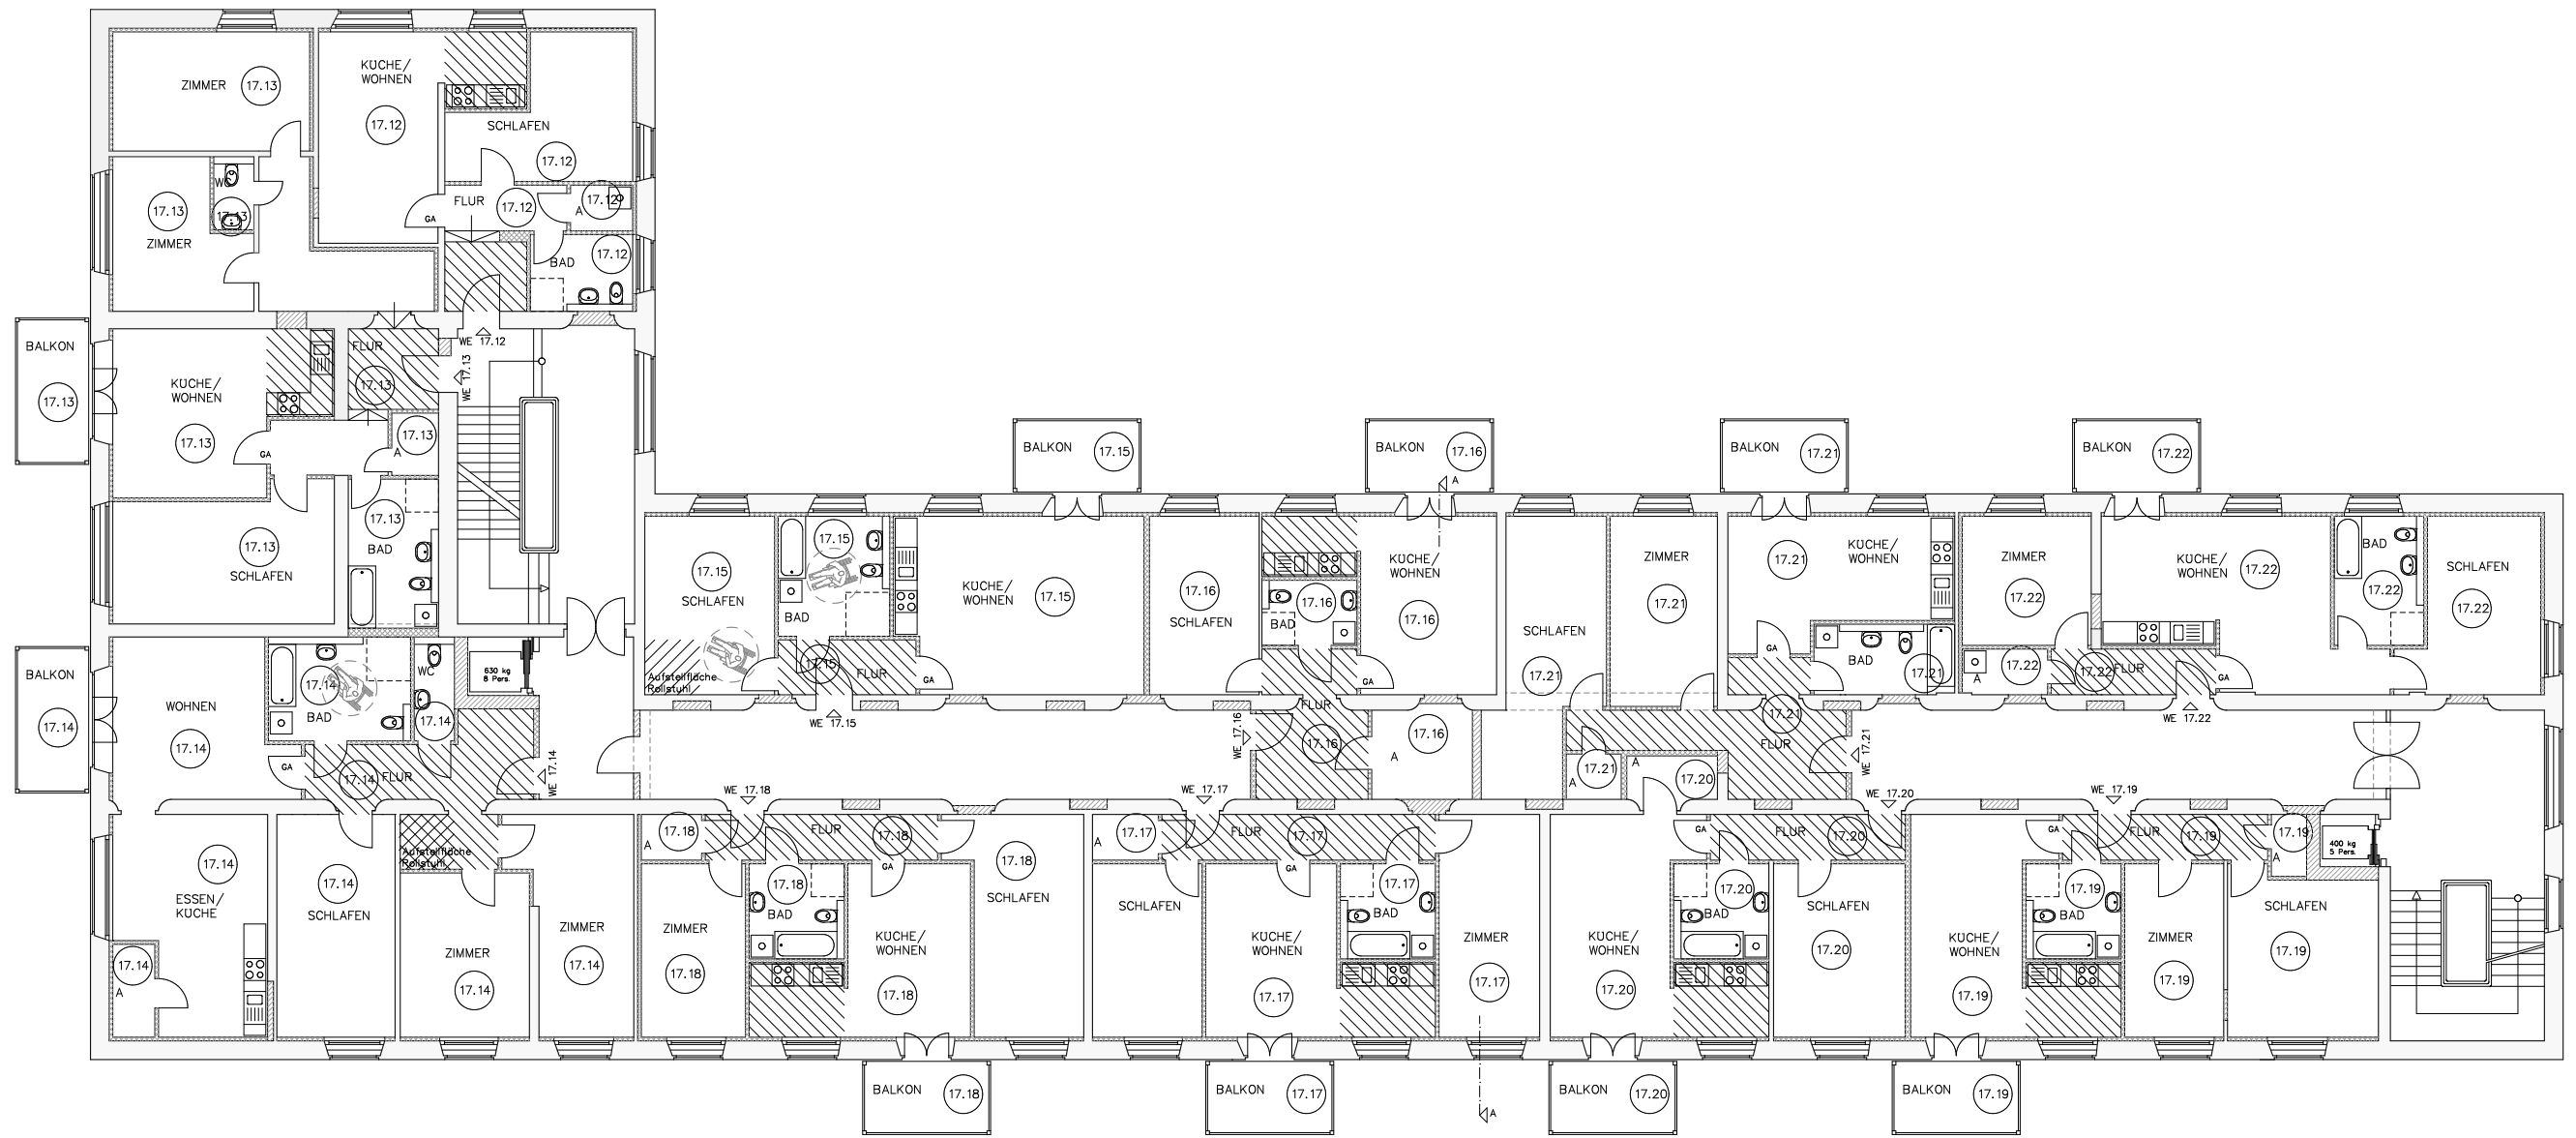 ZIMMER
17.13
KÜCHE/
WOHNEN
17.12
SCHLAFEN
17.12
WC
17.13
17.13
ZIMMER
GA
FLUR
17.12
A
17.12
BAD
17.12
WE 17.12
BALKON
17.13
KÜCHE/
WOHNEN
17.13
FLUR
17.13
WE 17.13
GA
17.13
A
17.13
BAD
17.13
SCHLAFEN
BALKON
17.14
WOHNEN
17.14
17.14
BAD
WC
17.14
630 kg
8 Pers.
GA
17.14
FLUR
WE 17.14
17.14
ESSEN/
KÜCHE
17.14
A
17.14
SCHLAFEN
Aufstellfläche
Rollstuhl
ZIMMER
17.14
ZIMMER
17.14
BALKON
17.15
17.15
SCHLAFEN
Aufstellfläche
Rollstuhl
17.15
BAD
17.15
FLUR
GA
WE 17.15
KÜCHE/
WOHNEN
17.15
BALKON
17.16
A
17.16
SCHLAFEN
17.16
BAD
KÜCHE/
WOHNEN
17.16
GA
FLUR
17.16
WE 17.16
17.16
A
SCHLAFEN
17.21
ZIMMER
17.21
BALKON
17.21
17.21
KÜCHE/
WOHNEN
GA
BAD
17.21
17.21
FLUR
WE 17.21
17.21
A
BALKON
17.22
ZIMMER
17.22
17.22
A
17.22
FLUR
GA
WE 17.22
KÜCHE/
WOHNEN
17.22
BAD
17.22
SCHLAFEN
17.22
WE 17.18
17.18
A
FLUR
17.18
GA
ZIMMER
17.18
17.18
BAD
KÜCHE/
WOHNEN
17.18
17.18
SCHLAFEN
BALKON
17.18
WE 17.17
17.17
A
17.17
FLUR
GA
SCHLAFEN
KÜCHE/
WOHNEN
17.17
17.17
BAD
ZIMMER
17.17
BALKON
17.17
A
A
17.20
WE 17.20
GA
FLUR
17.20
KÜCHE/
WOHNEN
17.20
17.20
BAD
SCHLAFEN
17.20
BALKON
17.20
WE 17.19
GA
FLUR
17.19
17.19
A
400 kg
5 Pers.
KÜCHE/
WOHNEN
17.19
17.19
BAD
ZIMMER
17.19
SCHLAFEN
17.19
BALKON
17.19